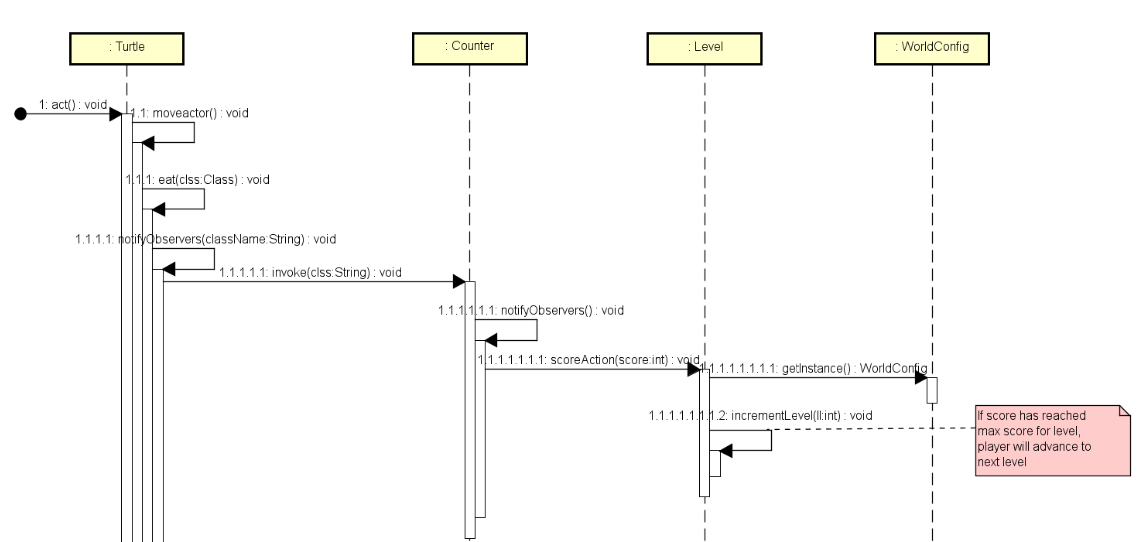 : Turtle
: Counter
: Level
: WorldConfig
1: act() : void
1.1: moveactor() : void
1.1.1: eat(clss:Class) : void
1.1.1.1: notifyObservers(className:String) : void
1.1.1.1.1: invoke(clss:String) : void
1.1.1.1.1.1: notifyObservers() : void
1.1.1.1.1.1.1: scoreAction(score:int) : void
1.1.1.1.1.1.1.1: getInstance() : WorldConfig
1.1.1.1.1.1.1.2: incrementLevel(ll:int) : void
If score has reached
max score for level,
player will advance to
next level